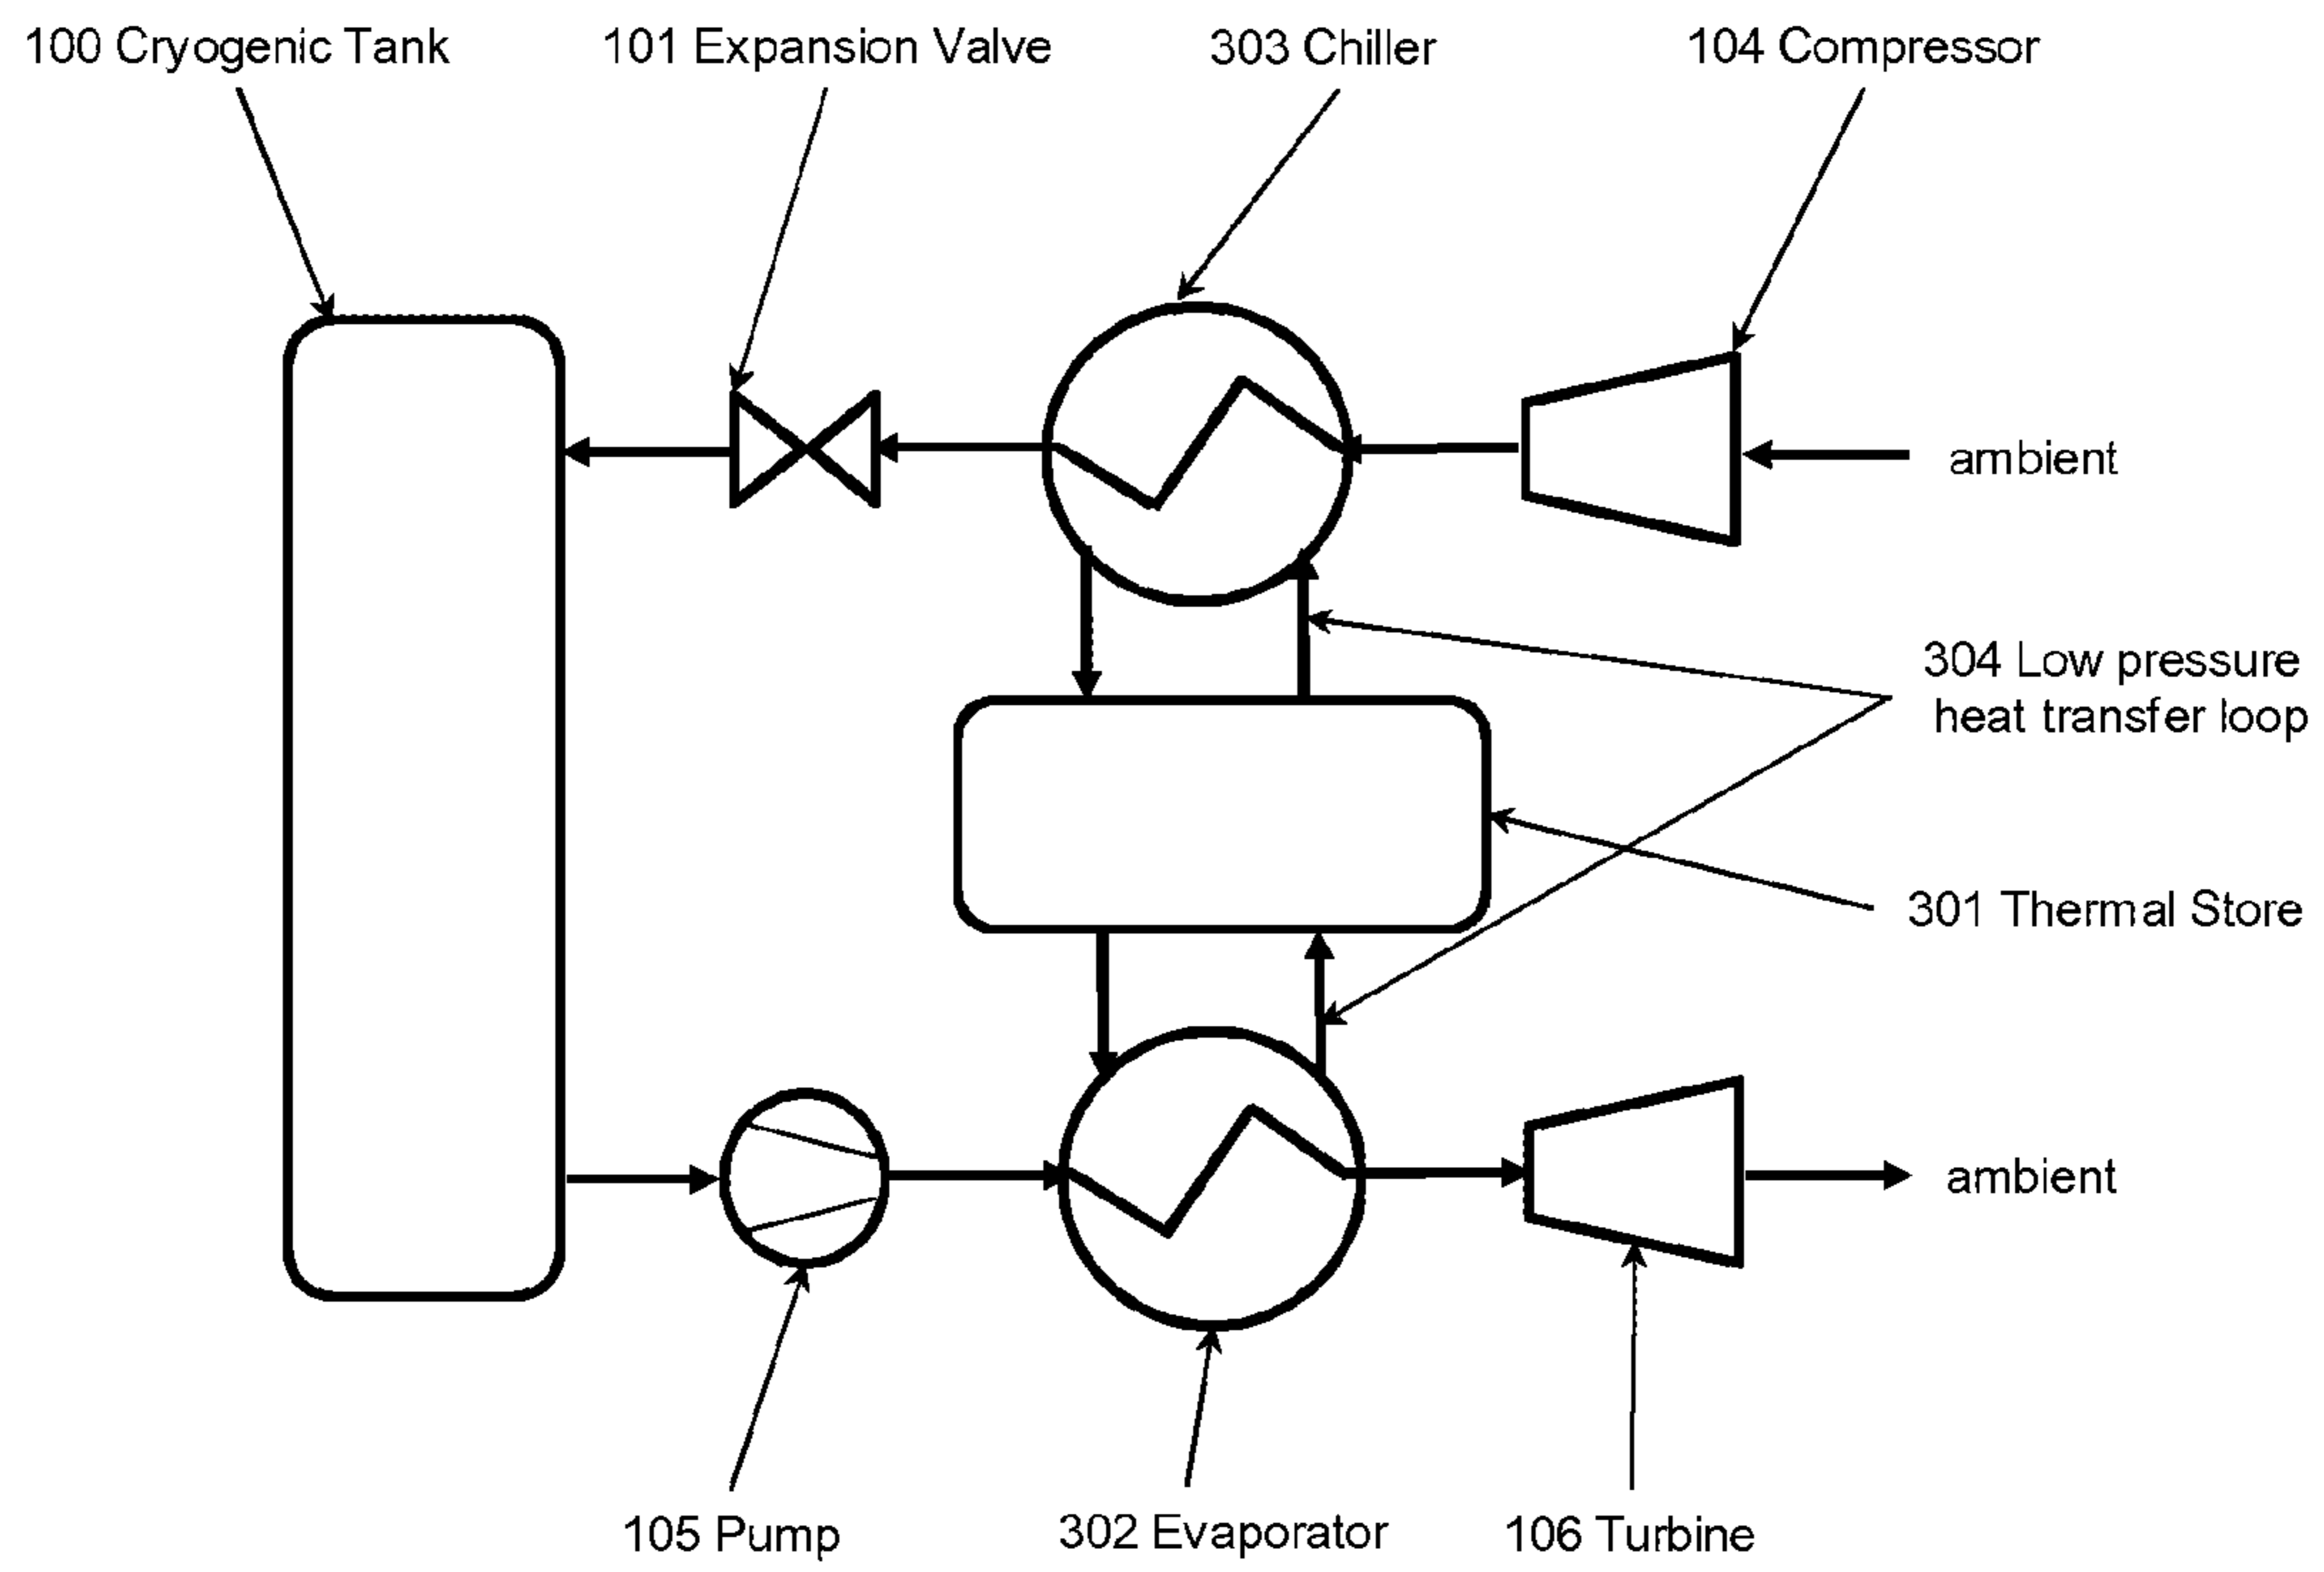 100 Cryogenic Tank
101 Expansion Valve
303 Chiller
104 Compressor
ambient
304 Low pressure
heat transfer loop
301 Thermal Store
ambient
105 Pump
302 Evaporator
106 Turbine